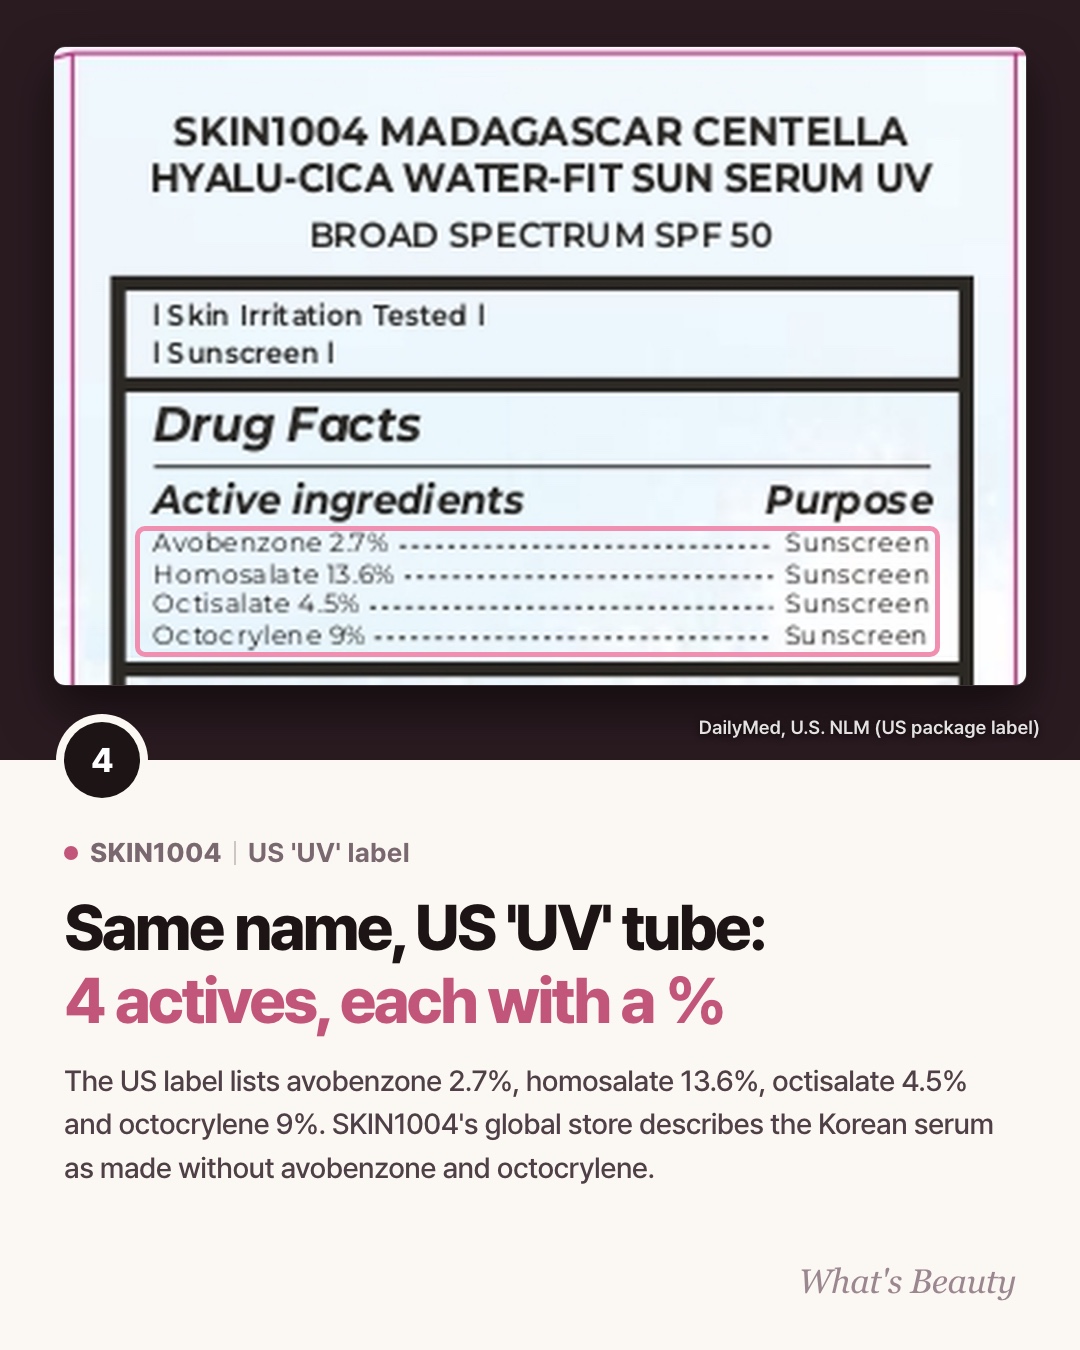 SKIN1004 MADAGASCAR CENTELLA
HYALU-CICA WATER-FIT SUN SERUM UV
BROAD SPECTRUM SPF 50
l Skin Irritation Tested l
l Sunscreen l
Drug Facts
Active ingredients Purpose
Avobenzone 2.7% Sunscreen
Homosalate 13.6% Sunscreen
Octisalate 4.5% Sunscreen
Octocrylene 9% Sunscreen
DailyMed, U.S. NLM (US package label)
4
SKIN1004 | US 'UV' label
Same name, US 'UV' tube:
4 actives, each with a %
The US label lists avobenzone 2.7%, homosalate 13.6%, octisalate 4.5%
and octocrylene 9%. SKIN1004's global store describes the Korean serum
as made without avobenzone and octocrylene.
What's Beauty